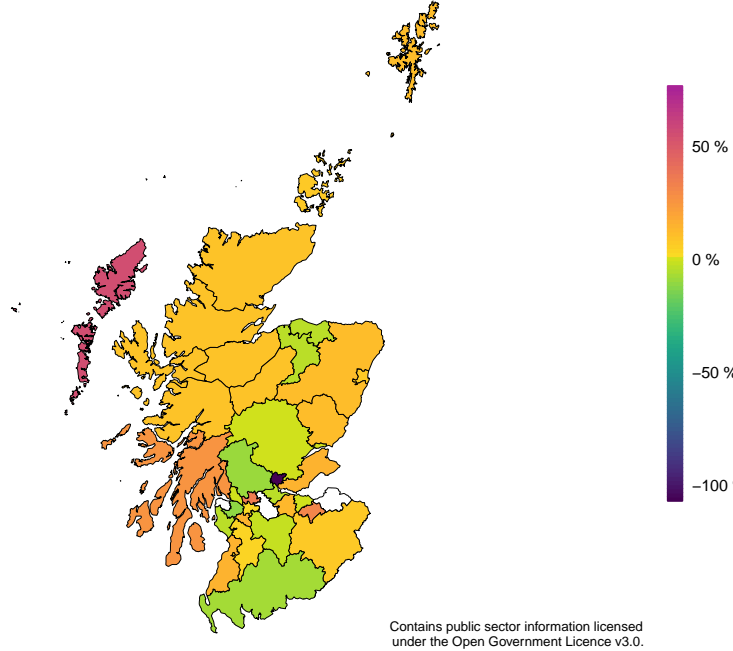 50 %
0 %
−50 %
−100 %
Contains public sector information licensed
under the Open Government Licence v3.0.